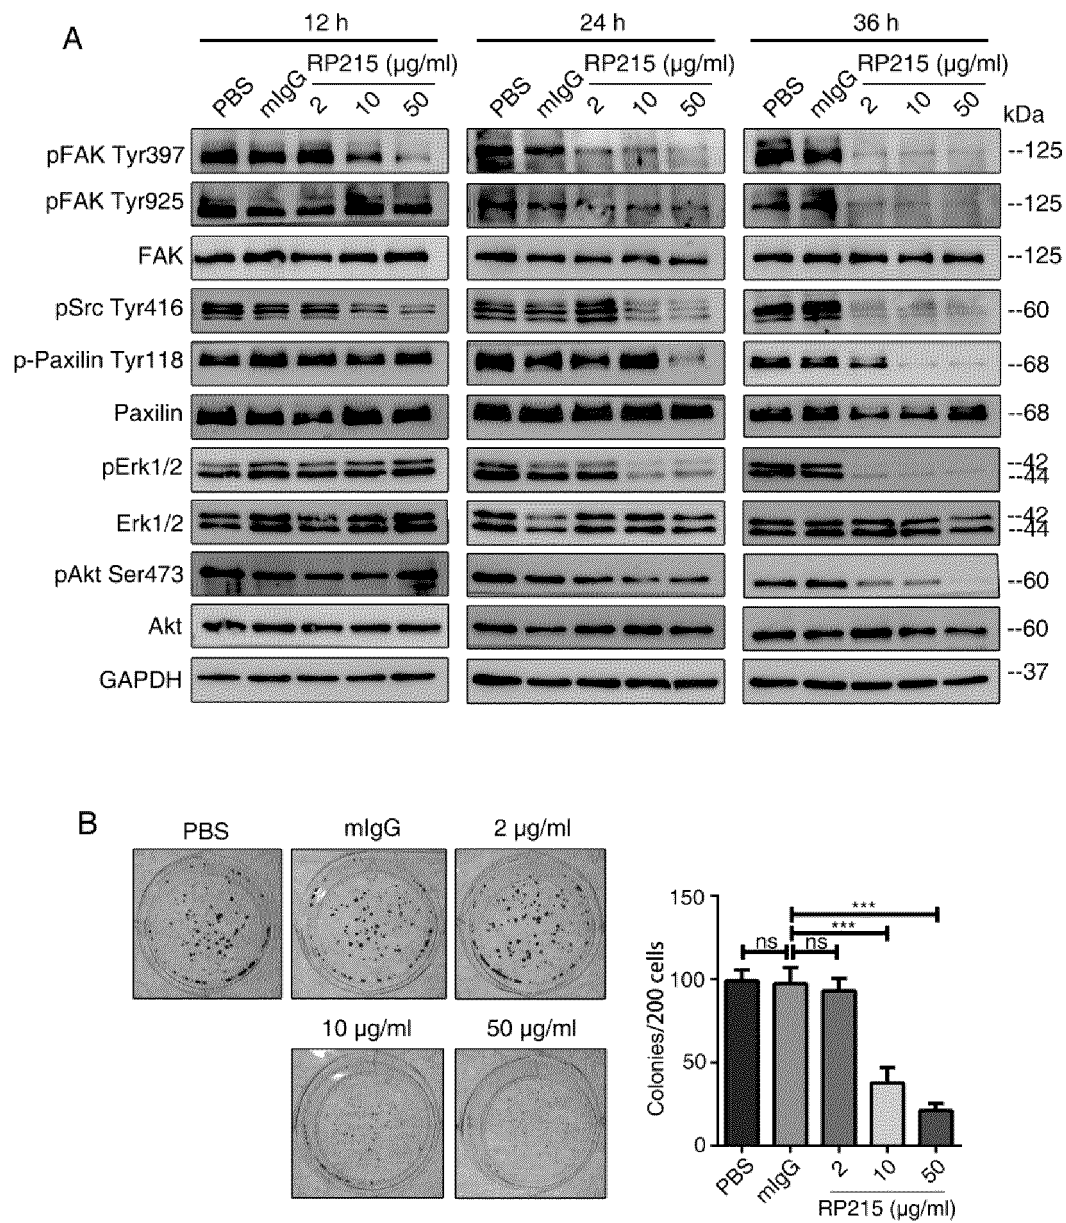 A
12 h
24 h
36 h
RP215 (µg/ml)
RP215 (µg/ml)
RP215 (µg/ml)
PBS mIgG 2 10 50
PBS mIgG 2 10 50
PBS mIgG 2 10 50
kDa
pFAK Tyr397 --125
pFAK Tyr925 --125
FAK --125
pSrc Tyr416 --60
p-Paxilin Tyr118 --68
Paxilin --68
pErk1/2 --42
--44
Erk1/2 --42
--44
pAkt Ser473 --60
Akt --60
GAPDH --37
B
PBS mIgG 2 µg/ml
10 µg/ml 50 µg/ml
Colonies/200 cells
150
100
50
0
***
***
ns ns
PBS mIgG 2 10 50
RP215 (µg/ml)